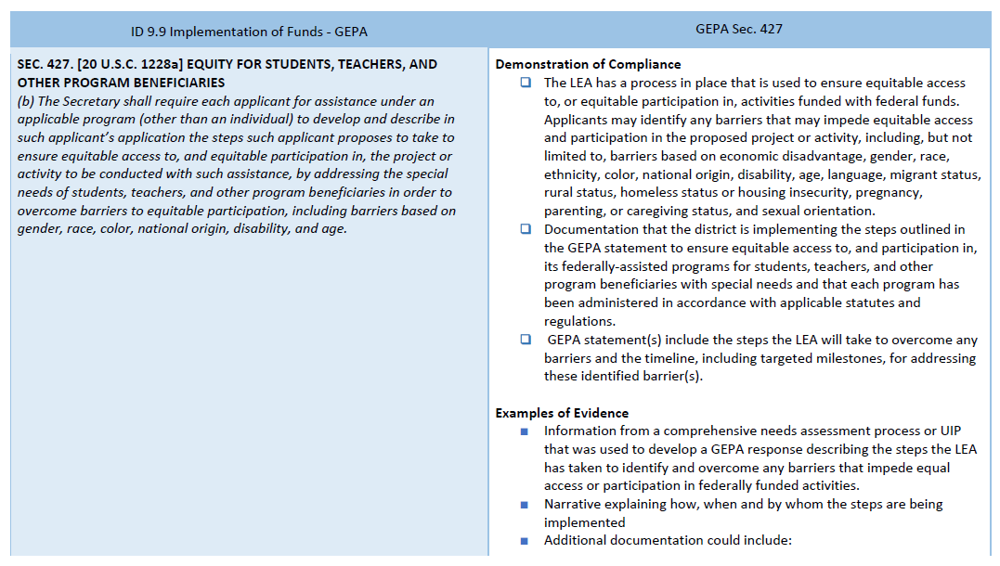 ID 9.9 Implementation of Funds - GEPA
GEPA Sec. 427
SEC. 427. [20 U.S.C. 1228a] EQUITY FOR STUDENTS, TEACHERS, AND
OTHER PROGRAM BENEFICIARIES
(b) The Secretary shall require each applicant for assistance under an
applicable program (other than an individual) to develop and describe in
such applicant's application the steps such applicant proposes to take to
ensure equitable access to, and equitable participation in, the project or
activity to be conducted with such assistance, by addressing the special
needs of students, teachers, and other program beneficiaries in order to
overcome barriers to equitable participation, including barriers based on
gender, race, color, national origin, disability, and age.
Demonstration of Compliance
❑ The LEA has a process in place that is used to ensure equitable access
to, or equitable participation in, activities funded with federal funds.
Applicants may identify any barriers that may impede equitable access
and participation in the proposed project or activity, including, but not
limited to, barriers based on economic disadvantage, gender, race,
ethnicity, color, national origin, disability, age, language, migrant status,
rural status, homeless status or housing insecurity, pregnancy,
parenting, or caregiving status, and sexual orientation.
❑ Documentation that the district is implementing the steps outlined in
the GEPA statement to ensure equitable access to, and participation in,
its federally-assisted programs for students, teachers, and other
program beneficiaries with special needs and that each program has
been administered in accordance with applicable statutes and
regulations.
❑ GEPA statement(s) include the steps the LEA will take to overcome any
barriers and the timeline, including targeted milestones, for addressing
these identified barrier(s).
Examples of Evidence
■ Information from a comprehensive needs assessment process or UIP
that was used to develop a GEPA response describing the steps the LEA
has taken to identify and overcome any barriers that impede equal
access or participation in federally funded activities.
■ Narrative explaining how, when and by whom the steps are being
implemented
■ Additional documentation could include: